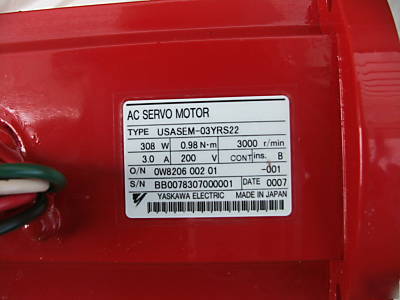 AC SERVO MOTOR
TYPE USASEM-03YRS22
308 W 0.98 N·m 3000 r/min
3.0 A 200 V CONT ins. B
O/N 0W8206 002 01 -001
S/N BB0078307000001 DATE 0007
YASKAWA ELECTRIC MADE IN JAPAN